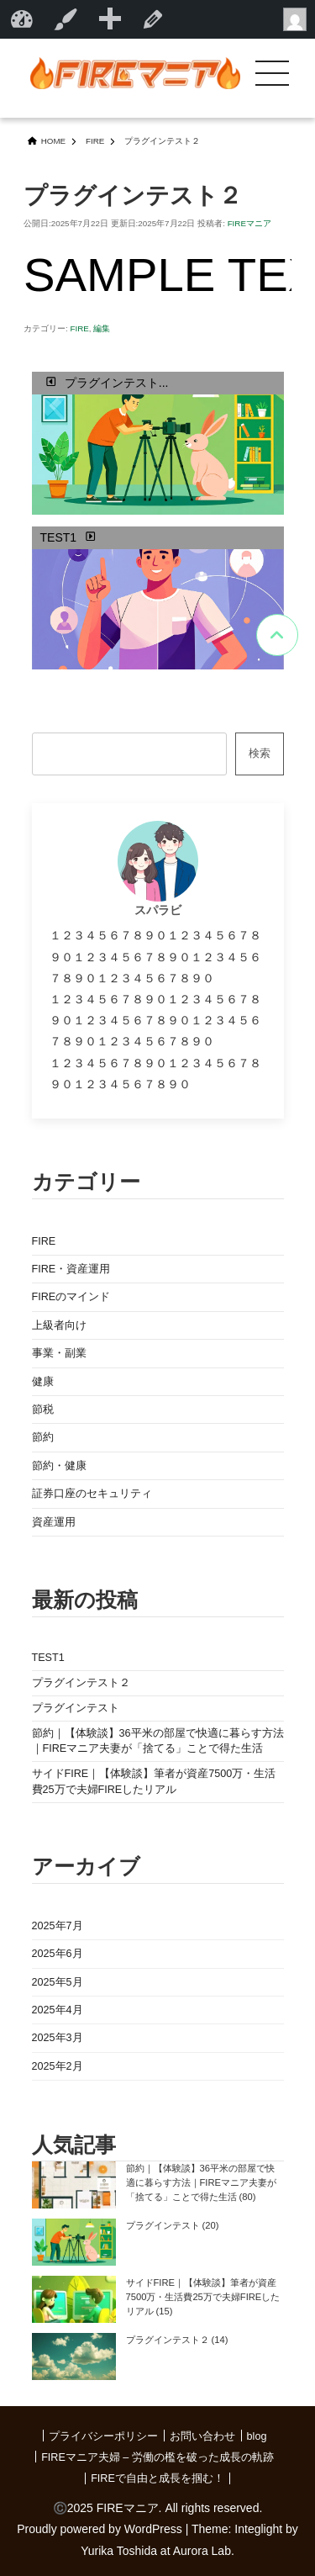 FIREマニア
HOME FIRE プラグインテスト２
プラグインテスト２
公開日:2025年7月22日 更新日:2025年7月22日 投稿者: FIREマニア
SAMPLE TE
カテゴリー: FIRE, 編集
プラグインテスト...
TEST1
検索
スパラビ
１２３４５６７８９０１２３４５６７８
９０１２３４５６７８９０１２３４５６
７８９０１２３４５６７８９０
１２３４５６７８９０１２３４５６７８
９０１２３４５６７８９０１２３４５６
７８９０１２３４５６７８９０
１２３４５６７８９０１２３４５６７８
９０１２３４５６７８９０
カテゴリー
FIRE
FIRE・資産運用
FIREのマインド
上級者向け
事業・副業
健康
節税
節約
節約・健康
証券口座のセキュリティ
資産運用
最新の投稿
TEST1
プラグインテスト２
プラグインテスト
節約｜【体験談】36平米の部屋で快適に暮らす方法
｜FIREマニア夫妻が「捨てる」ことで得た生活
サイドFIRE｜【体験談】筆者が資産7500万・生活
費25万で夫婦FIREしたリアル
アーカイブ
2025年7月
2025年6月
2025年5月
2025年4月
2025年3月
2025年2月
人気記事
節約｜【体験談】36平米の部屋で快
適に暮らす方法｜FIREマニア夫妻が
「捨てる」ことで得た生活 (80)
プラグインテスト (20)
サイドFIRE｜【体験談】筆者が資産
7500万・生活費25万で夫婦FIREした
リアル (15)
プラグインテスト２ (14)
プライバシーポリシー お問い合わせ blog
FIREマニア夫婦 – 労働の檻を破った成長の軌跡
FIREで自由と成長を掴む！
©2025 FIREマニア. All rights reserved.
Proudly powered by WordPress | Theme: Integlight by
Yurika Toshida at Aurora Lab.